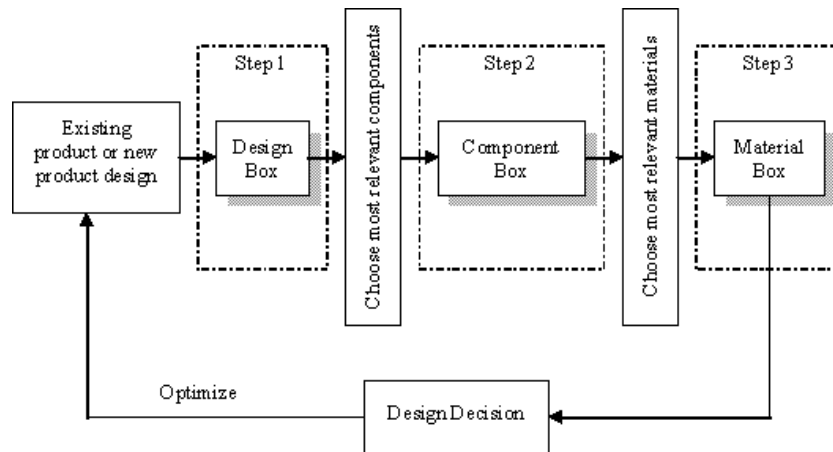 Step 1
Step 2
Step 3
Existing
product or new
product design
Design
Box
Choose most relevant components
Component
Box
Choose most relevant materials
Material
Box
Optimize
Design Decision